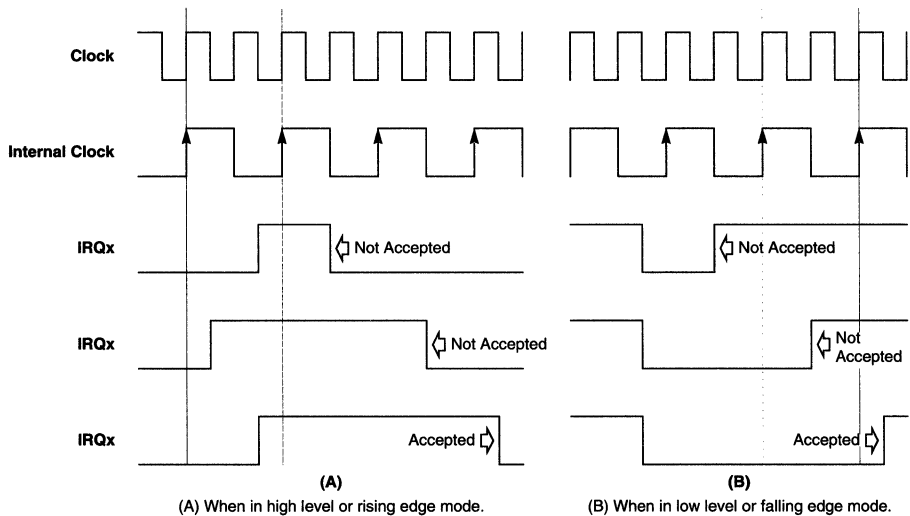 Clock
Internal Clock
IRQx
Not Accepted
Not Accepted
IRQx
Not Accepted
Not
Accepted
IRQx
Accepted
Accepted
(A)
(B)
(A) When in high level or rising edge mode.
(B) When in low level or falling edge mode.